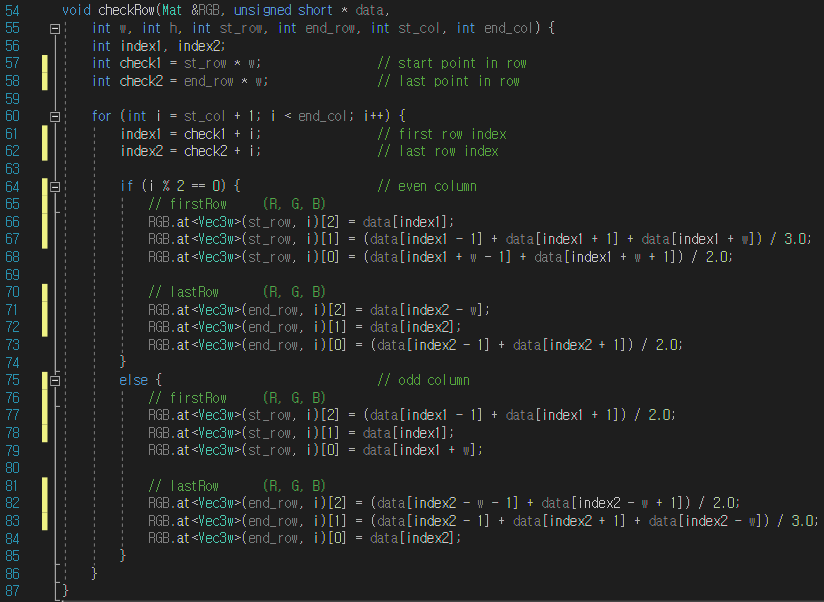 54 void checkRow(Mat &RGB, unsigned short * data,
55 int w, int h, int st_row, int end_row, int st_col, int end_col) {
56 int index1, index2;
57 int check1 = st_row * w; // start point in row
58 int check2 = end_row * w; // last point in row
59
60 for (int i = st_col + 1; i < end_col; i++) {
61 index1 = check1 + i; // first row index
62 index2 = check2 + i; // last row index
63
64 if (i % 2 == 0) { // even column
65 // firstRow (R, G, B)
66 RGB.at<Vec3w>(st_row, i)[2] = data[index1];
67 RGB.at<Vec3w>(st_row, i)[1] = (data[index1 - 1] + data[index1 + 1] + data[index1 + w]) / 3.0;
68 RGB.at<Vec3w>(st_row, i)[0] = (data[index1 + w - 1] + data[index1 + w + 1]) / 2.0;
69
70 // lastRow (R, G, B)
71 RGB.at<Vec3w>(end_row, i)[2] = data[index2 - w];
72 RGB.at<Vec3w>(end_row, i)[1] = data[index2];
73 RGB.at<Vec3w>(end_row, i)[0] = (data[index2 - 1] + data[index2 + 1]) / 2.0;
74 }
75 else { // odd column
76 // firstRow (R, G, B)
77 RGB.at<Vec3w>(st_row, i)[2] = (data[index1 - 1] + data[index1 + 1]) / 2.0;
78 RGB.at<Vec3w>(st_row, i)[1] = data[index1];
79 RGB.at<Vec3w>(st_row, i)[0] = data[index1 + w];
80
81 // lastRow (R, G, B)
82 RGB.at<Vec3w>(end_row, i)[2] = (data[index2 - w - 1] + data[index2 - w + 1]) / 2.0;
83 RGB.at<Vec3w>(end_row, i)[1] = (data[index2 - 1] + data[index2 + 1] + data[index2 - w]) / 3.0;
84 RGB.at<Vec3w>(end_row, i)[0] = data[index2];
85 }
86 }
87 }